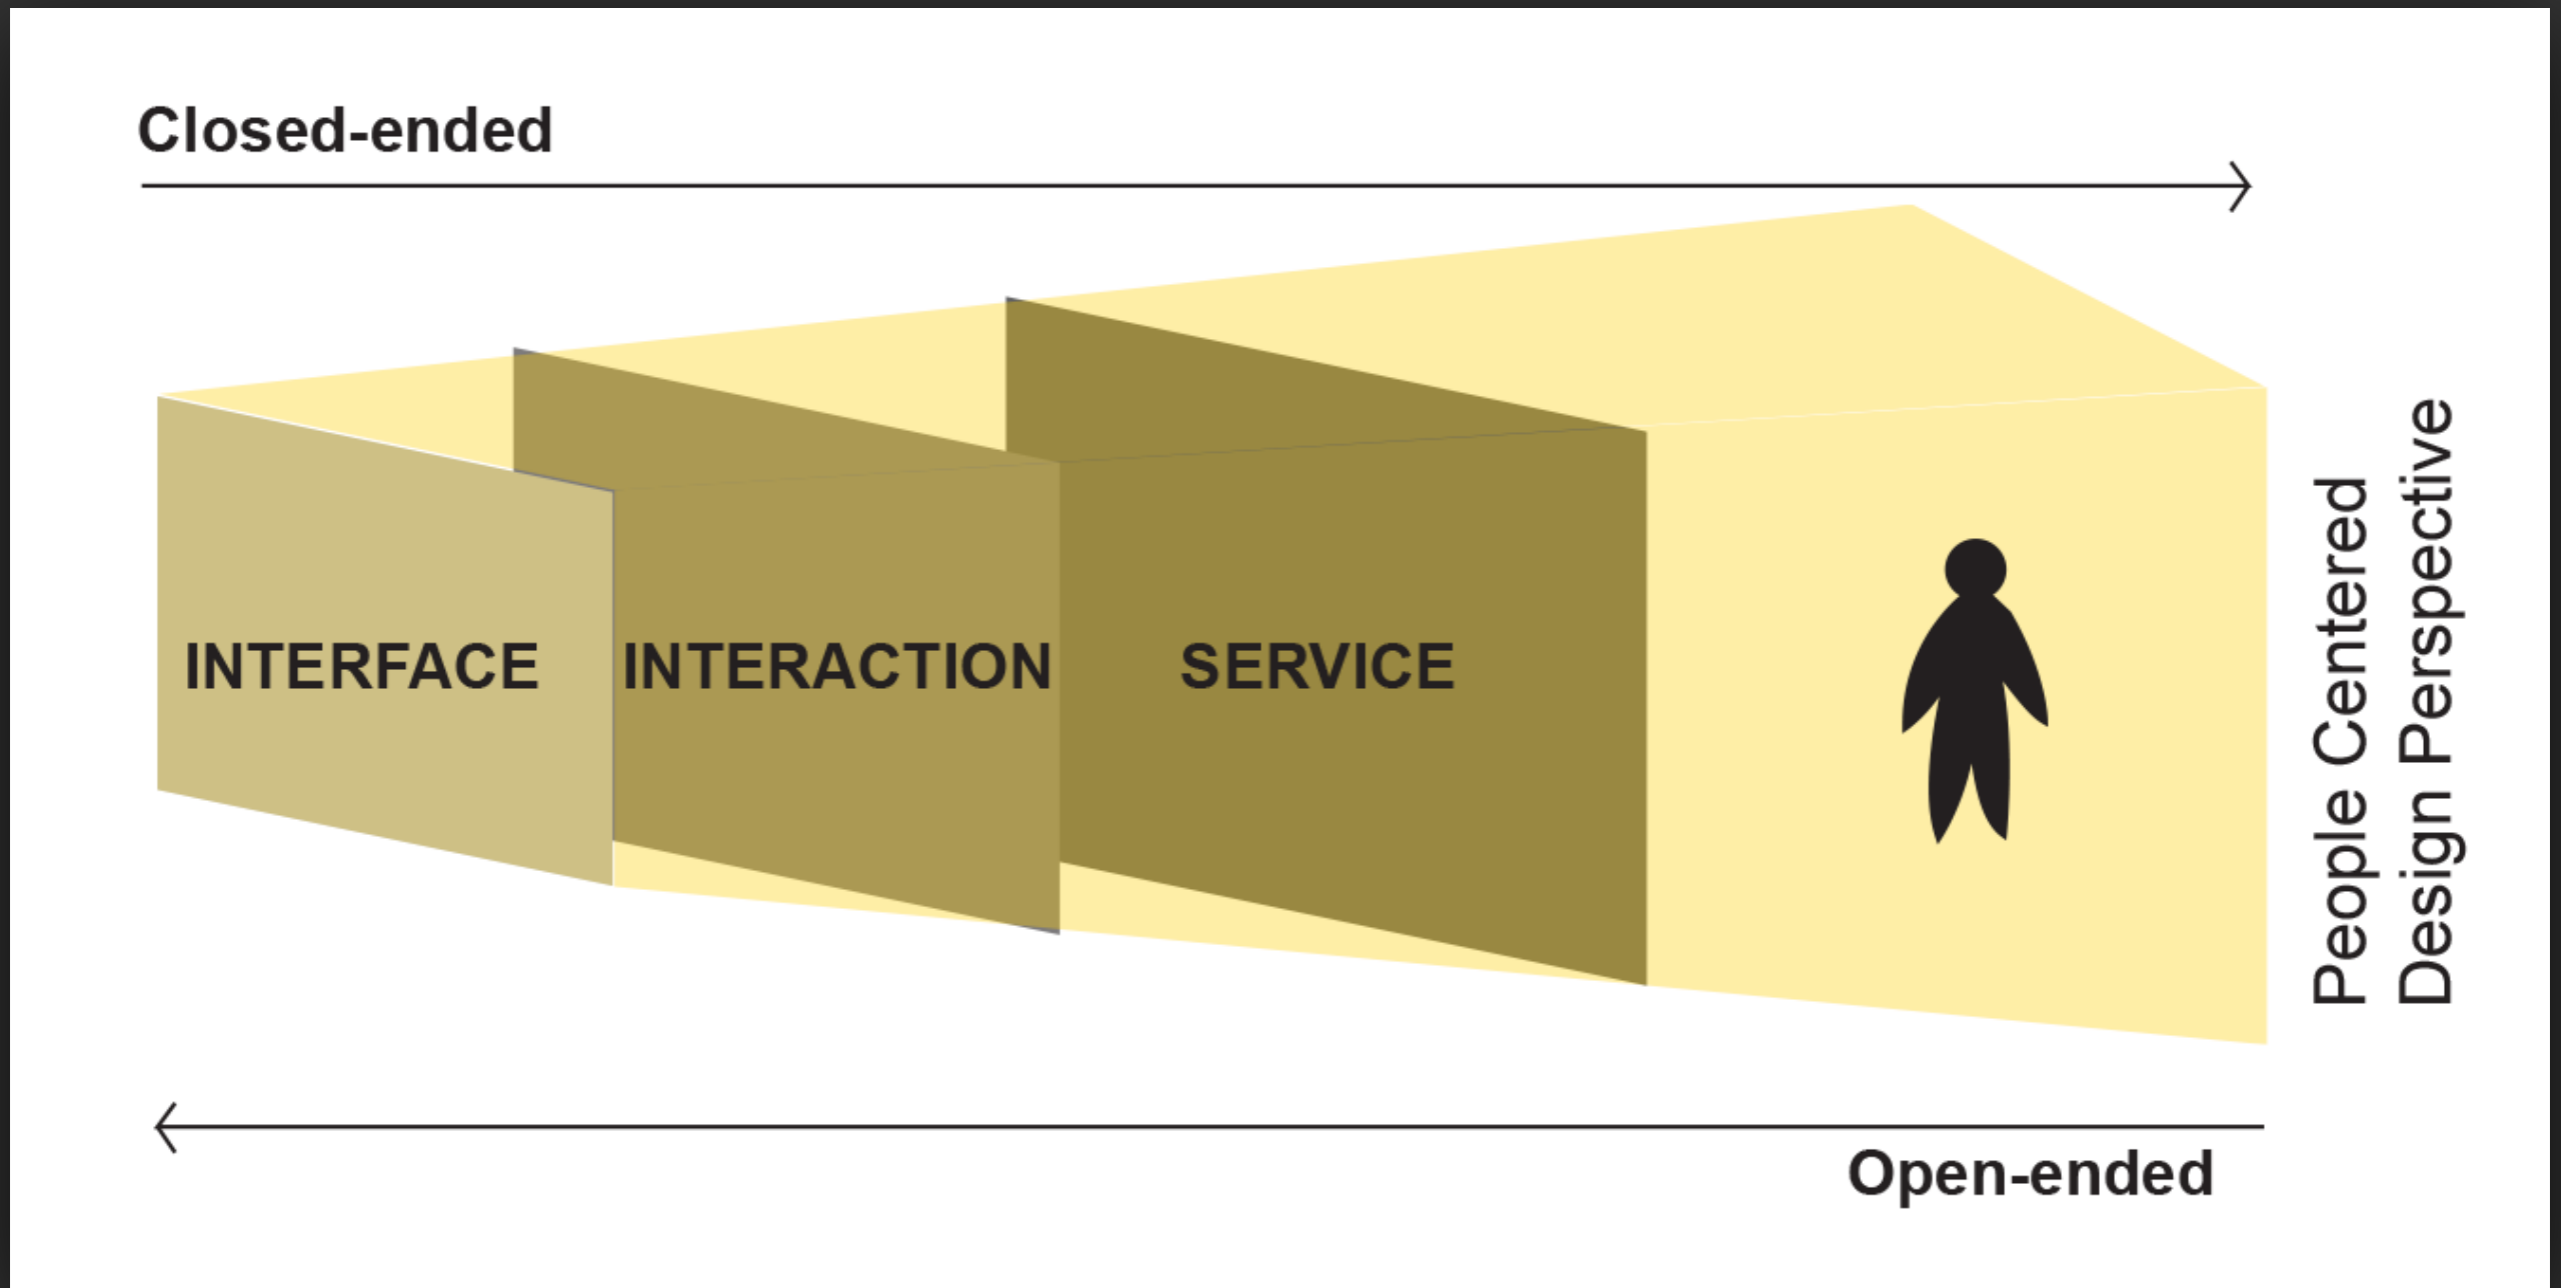 Closed-ended
INTERFACE
INTERACTION
SERVICE
People Centered
Design Perspective
Open-ended